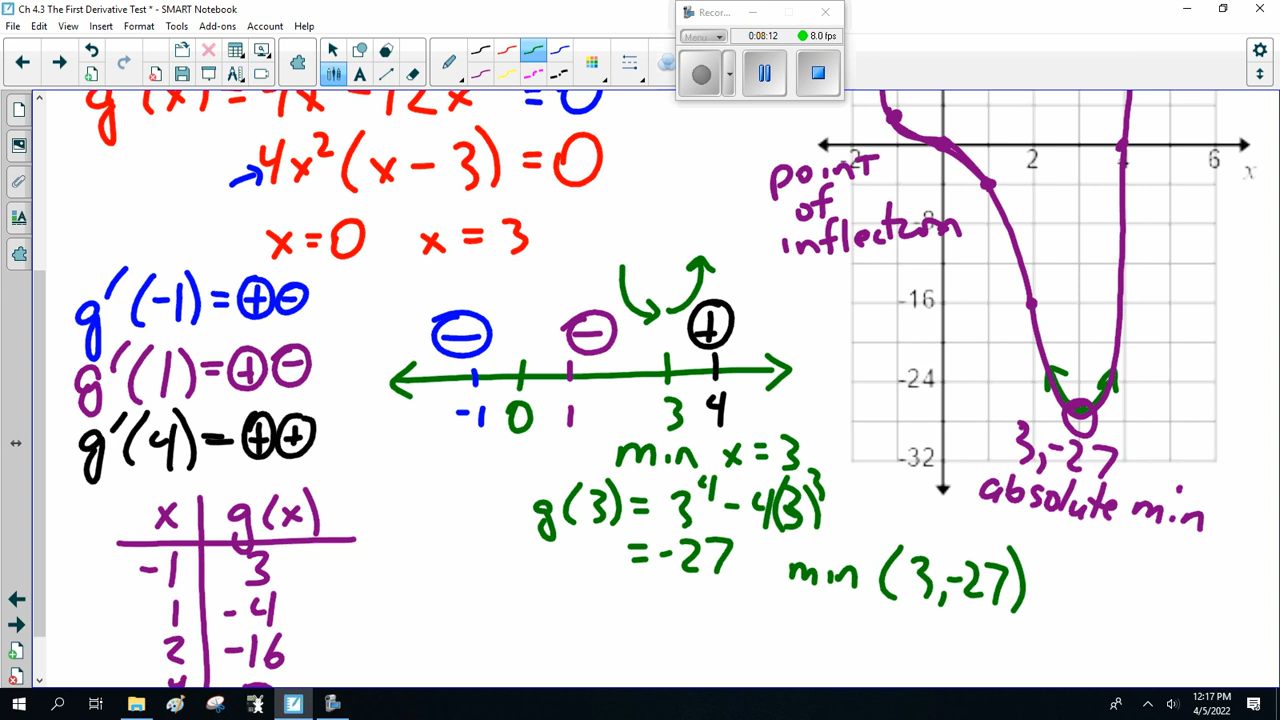 Ch 4.3 The First Derivative Test * - SMART Notebook
File Edit View Insert Format Tools Add-ons Account Help
Recor...
Menu 0:08:12 8.0 fps
g'(x) = 4x - 12x = 0
4x²(x - 3) = 0
x = 0 x = 3
g'(-1) = + -
g'(1) = + -
g'(4) = + +
x g(x)
-1 3
1 -4
2 -16
- - +
-1 0 1 3 4
min x = 3
g(3) = 3⁴ - 4(3)³
= -27
min (3, -27)
2 4 6
x
-8
-16
-24
-32
point
of
inflection
3, -27
absolute min
12:17 PM
4/5/2022